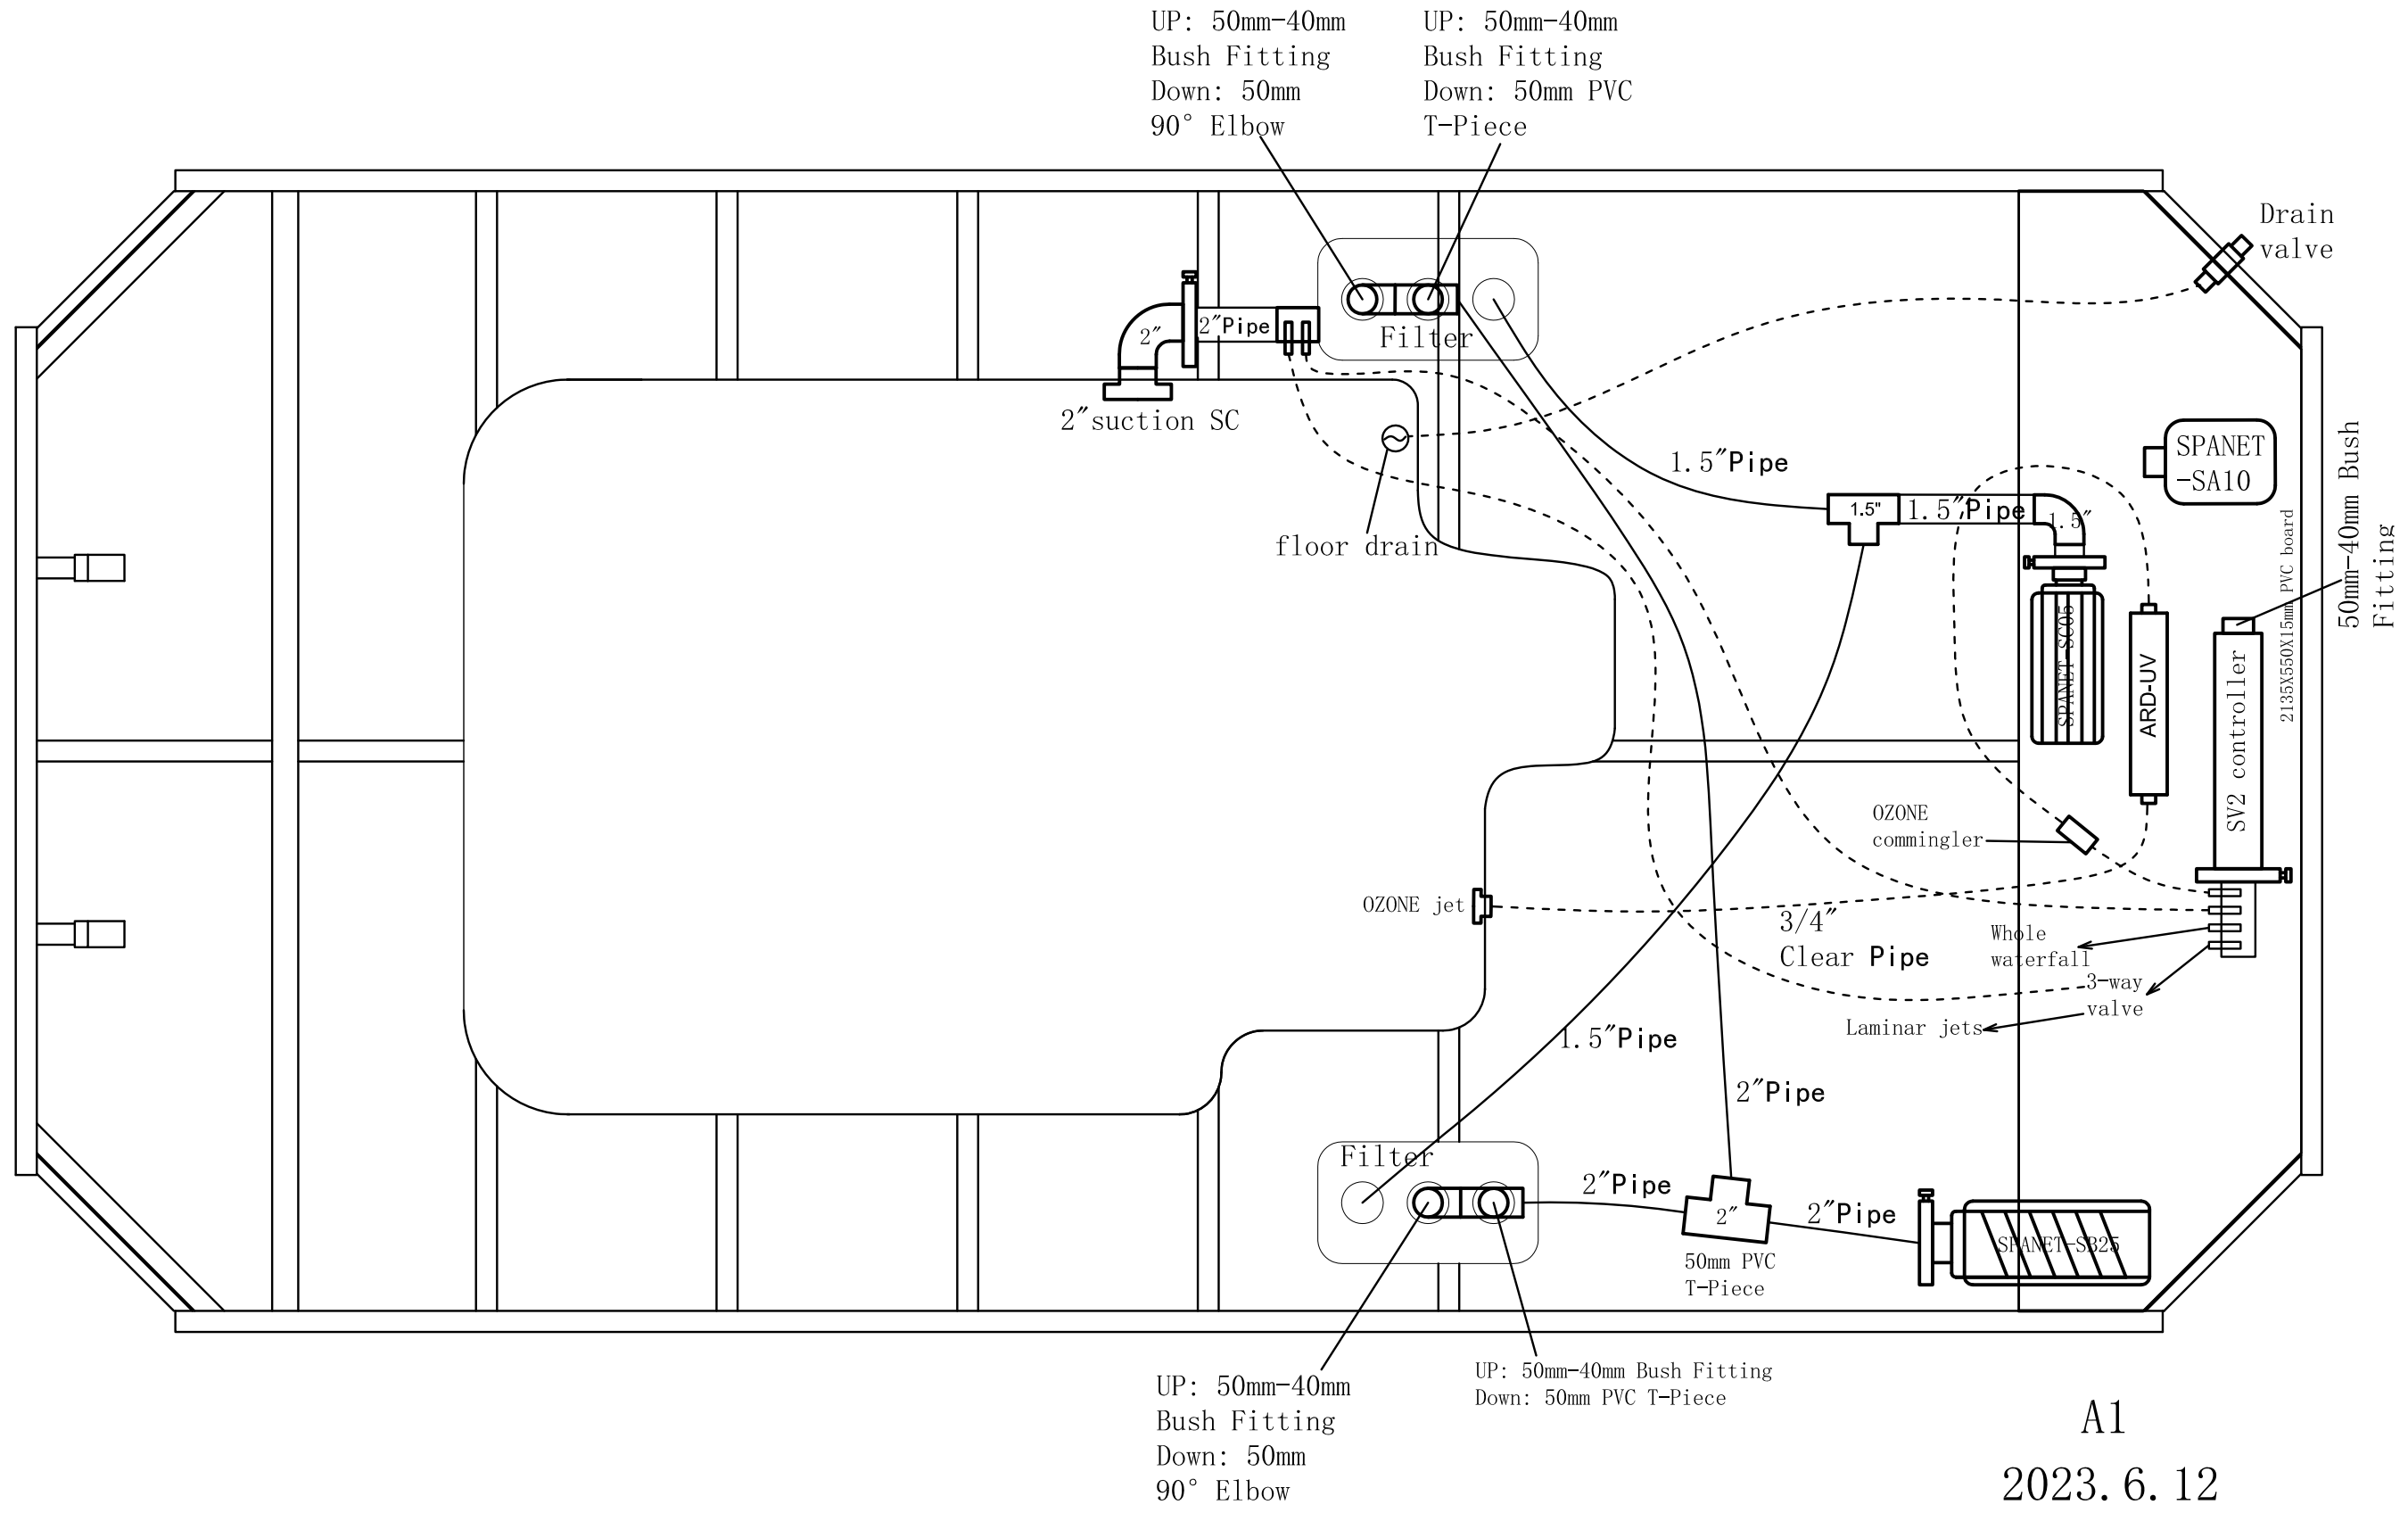 UP: 50mm-40mm
Bush Fitting
Down: 50mm
90° Elbow
UP: 50mm-40mm
Bush Fitting
Down: 50mm PVC
T-Piece
Drain
valve
2"
2"Pipe
Filter
2"suction SC
floor drain
1.5"Pipe
1.5"
1.5"Pipe
1.5"
SPANET
-SA10
50mm-40mm Bush
Fitting
2135X550X15mm PVC board
SPANET-SC05
ARD-UV
SV2 controller
OZONE
commingler
OZONE jet
3/4"
Clear Pipe
Whole
waterfall
3-way
valve
Laminar jets
1.5"Pipe
2"Pipe
Filter
2"Pipe
2"
2"Pipe
50mm PVC
T-Piece
SPANET-SB25
UP: 50mm-40mm
Bush Fitting
Down: 50mm
90° Elbow
UP: 50mm-40mm Bush Fitting
Down: 50mm PVC T-Piece
A1
2023.6.12